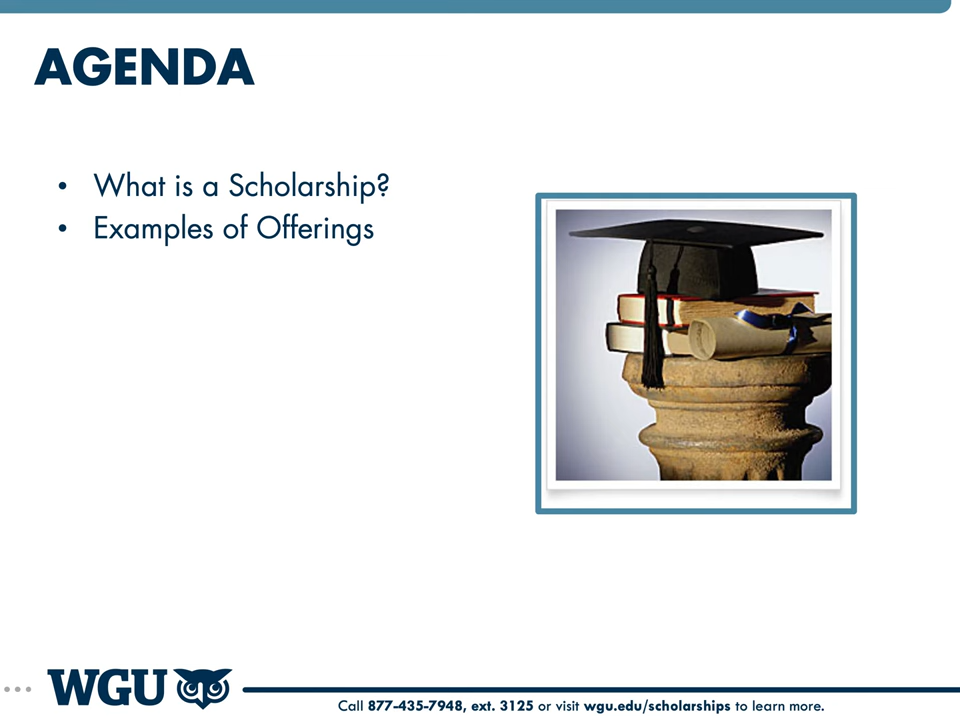 AGENDA
• What is a Scholarship?
• Examples of Offerings
WGU
Call 877-435-7948, ext. 3125 or visit wgu.edu/scholarships to learn more.